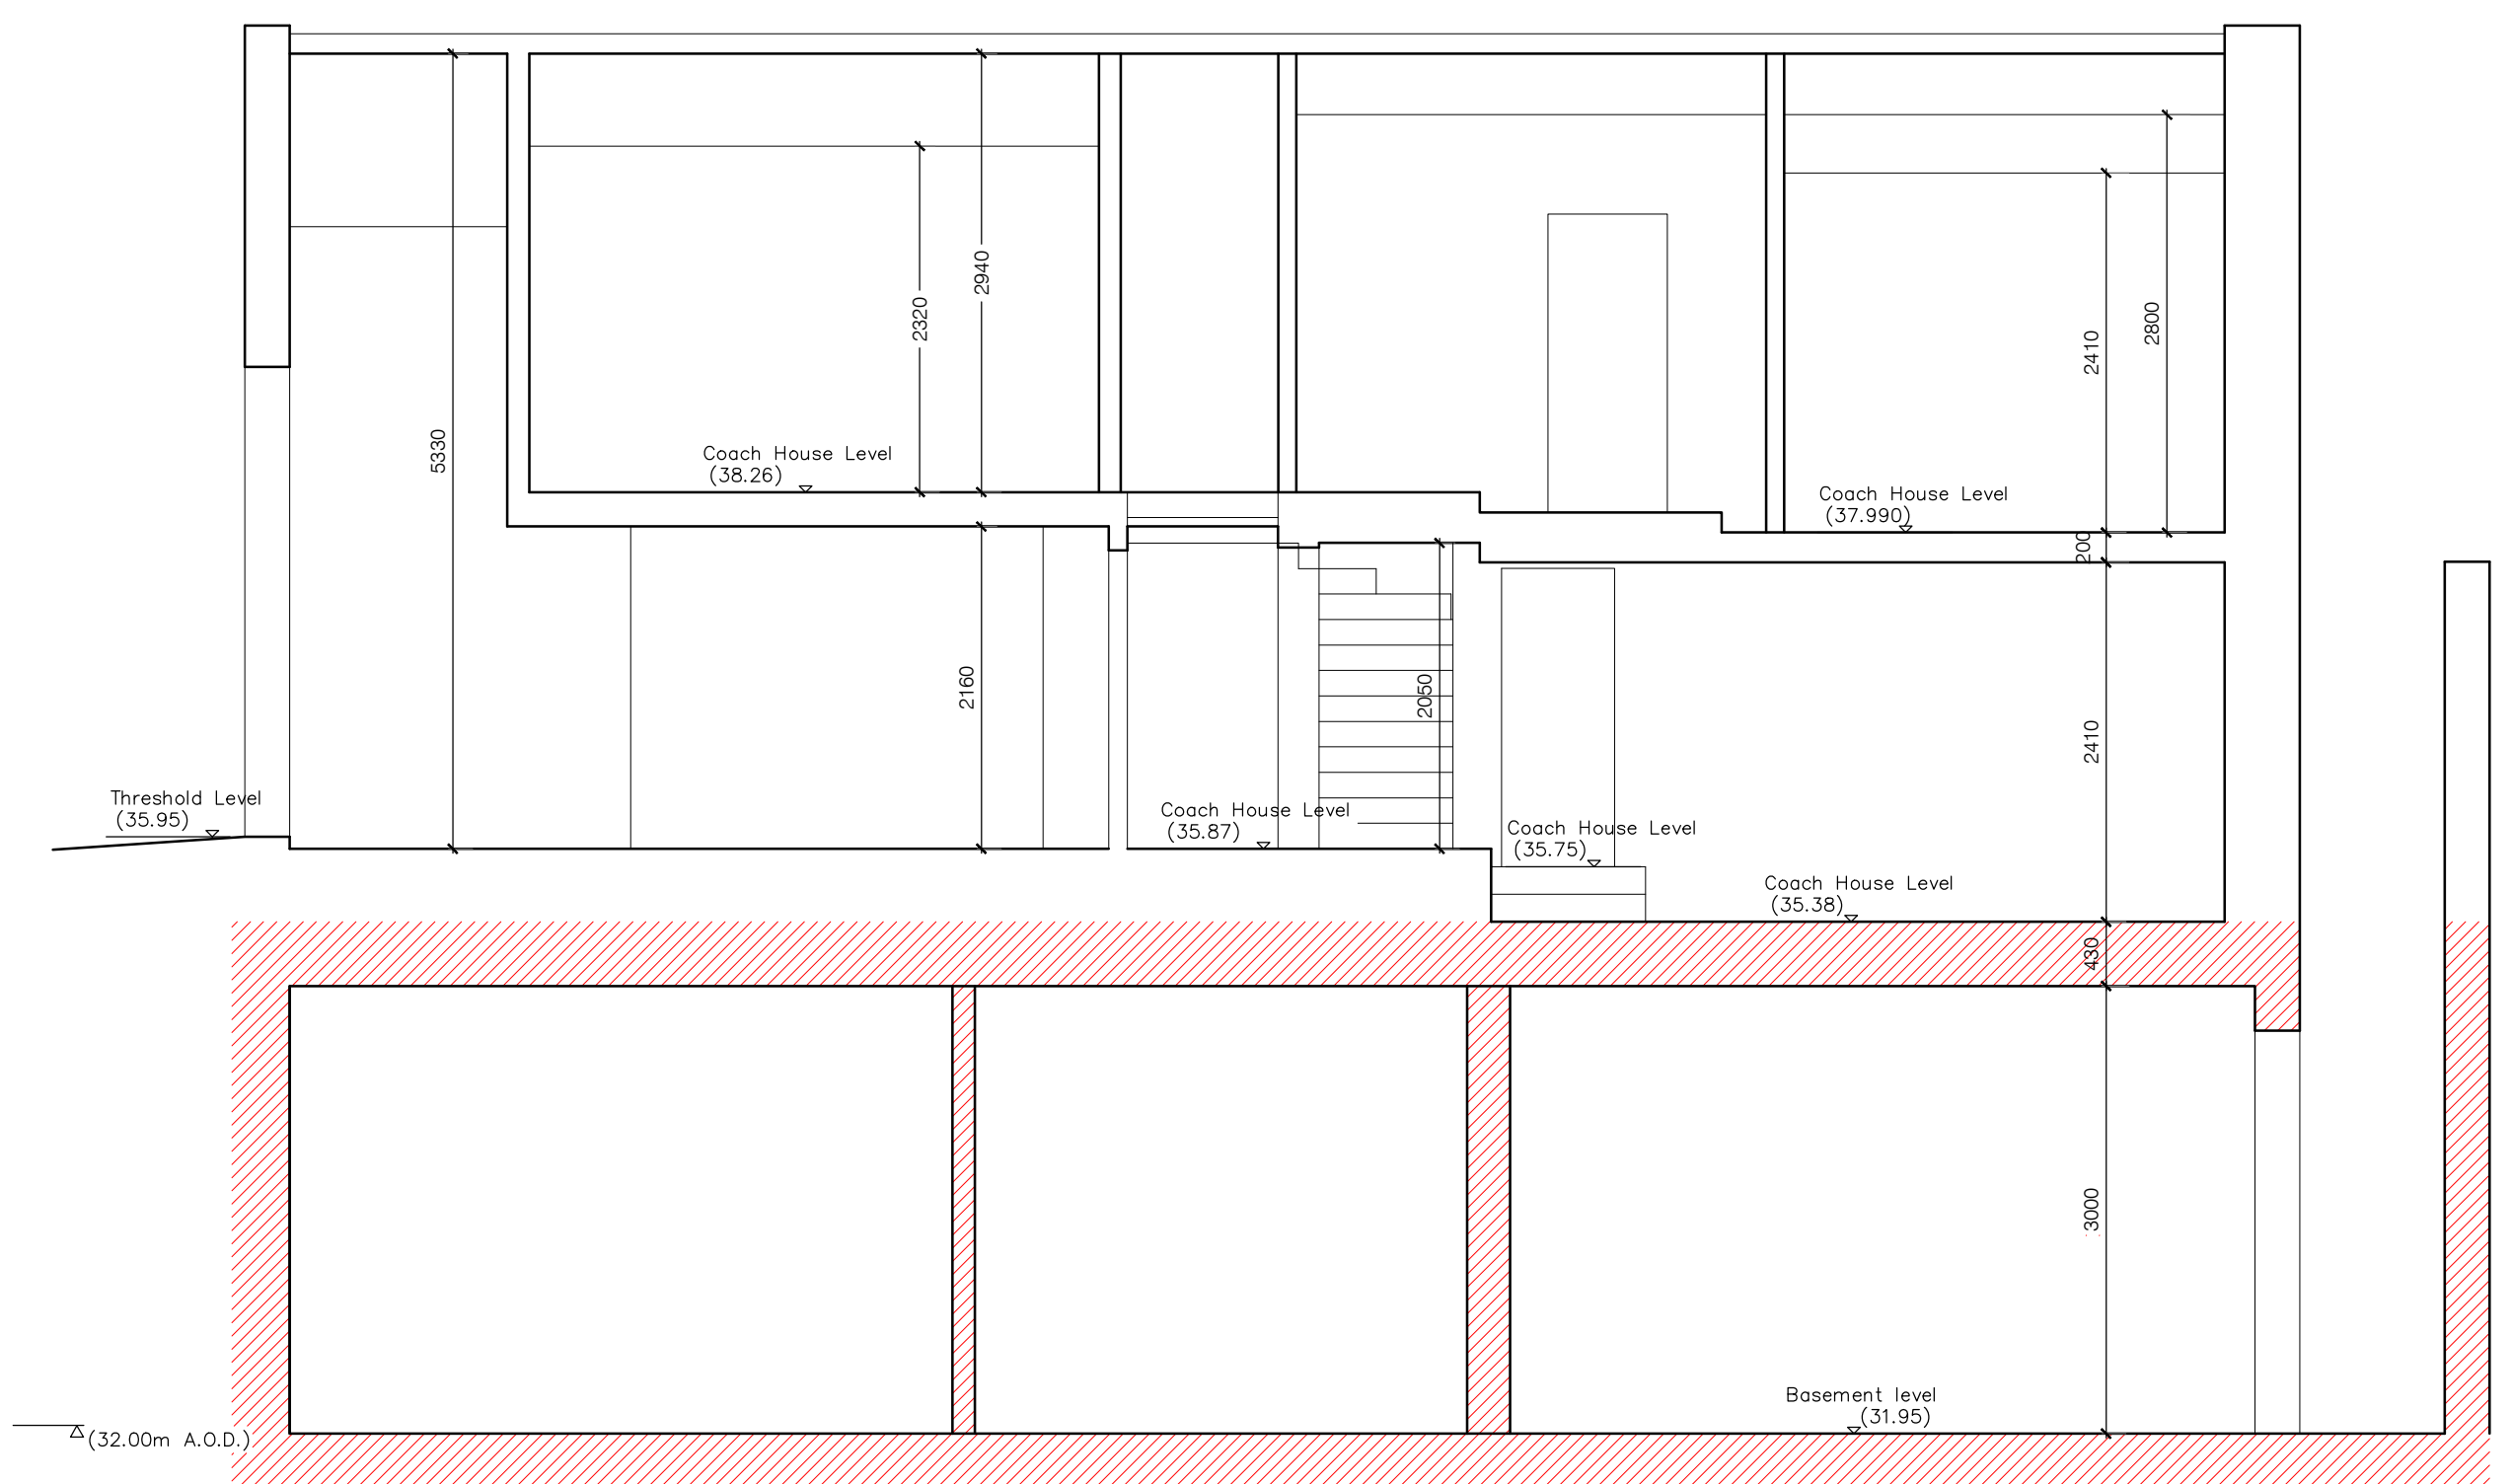 2940
2320
2800
2410
5330
Coach House Level
(38.26)
Coach House Level
(37.990)
200
2160
2050
2410
Threshold Level
(35.95)
Coach House Level
(35.87)
Coach House Level
(35.75)
Coach House Level
(35.38)
430
3000
Basement level
(31.95)
(32.00m A.O.D.)